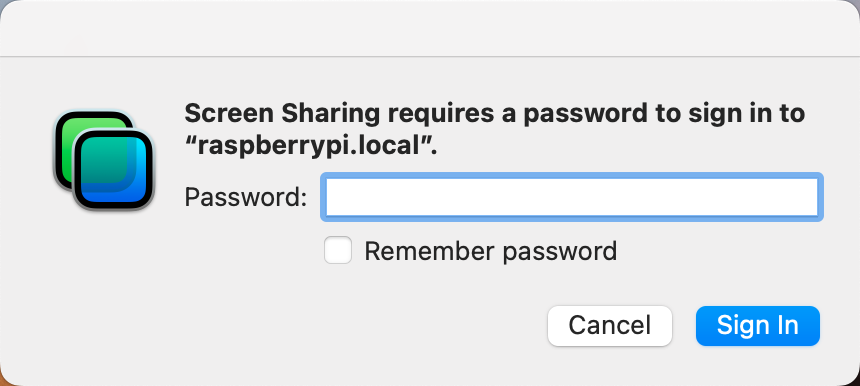 Screen Sharing requires a password to sign in to
“raspberrypi.local”.
Password:
Remember password
Cancel
Sign In